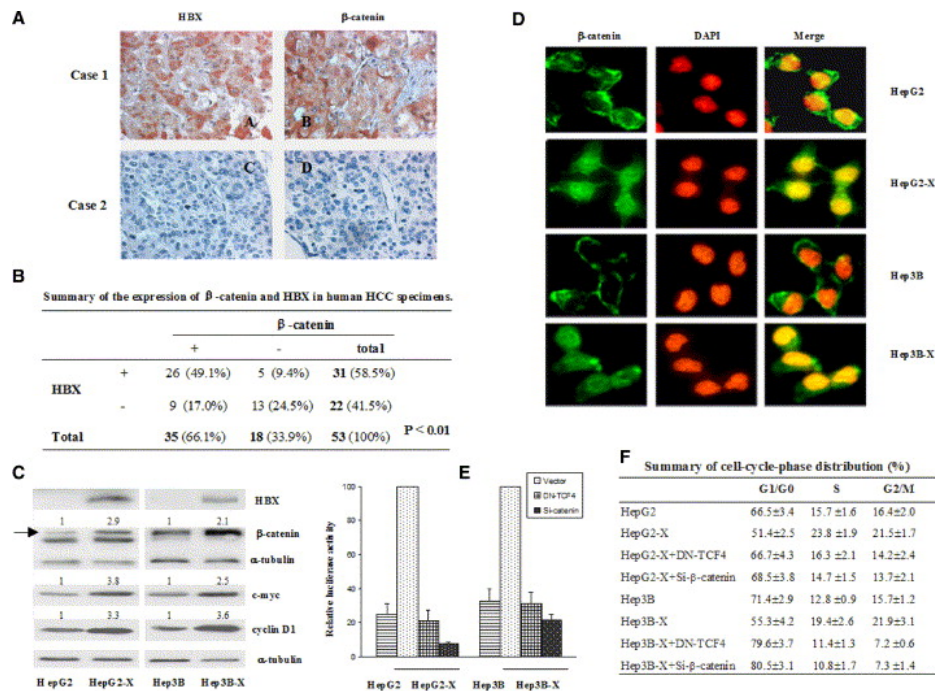 A
HBX
β-catenin
Case 1
A
B
Case 2
C
D
B
Summary of the expression of β-catenin and HBX in human HCC specimens.
β-catenin
+ - total
HBX + 26 (49.1%) 5 (9.4%) 31 (58.5%)
- 9 (17.0%) 13 (24.5%) 22 (41.5%)
Total 35 (66.1%) 18 (33.9%) 53 (100%) P < 0.01
C
HBX
1 2.9 1 2.1
β-catenin
α-tubulin
1 3.8 1 2.5
c-myc
1 3.3 1 3.6
cyclin D1
α-tubulin
HepG2 HepG2-X Hep3B Hep3B-X
D
β-catenin DAPI Merge
HepG2
HepG2-X
Hep3B
Hep3B-X
E
Vector
DN-TCF4
Si-catenin
Relative luciferase activity
100
80
60
40
20
0
HepG2 HepG2-X Hep3B Hep3B-X
F
Summary of cell-cycle-phase distribution (%)
G1/G0 S G2/M
HepG2 66.5±3.4 15.7 ±1.6 16.4±2.0
HepG2-X 51.4±2.5 23.8 ±1.9 21.5±1.7
HepG2-X+DN-TCF4 66.7±4.3 16.3 ±2.1 14.2±2.4
HepG2-X+Si-β-catenin 68.5±3.8 14.7 ±1.5 13.7±2.1
Hep3B 71.4±2.9 12.8 ±0.9 15.7±1.2
Hep3B-X 55.3±4.2 19.4±2.6 21.9±3.1
Hep3B-X+DN-TCF4 79.6±3.7 11.4±1.3 7.2 ±0.6
Hep3B-X+Si-β-catenin 80.5±3.1 10.8±1.7 7.3 ±1.4